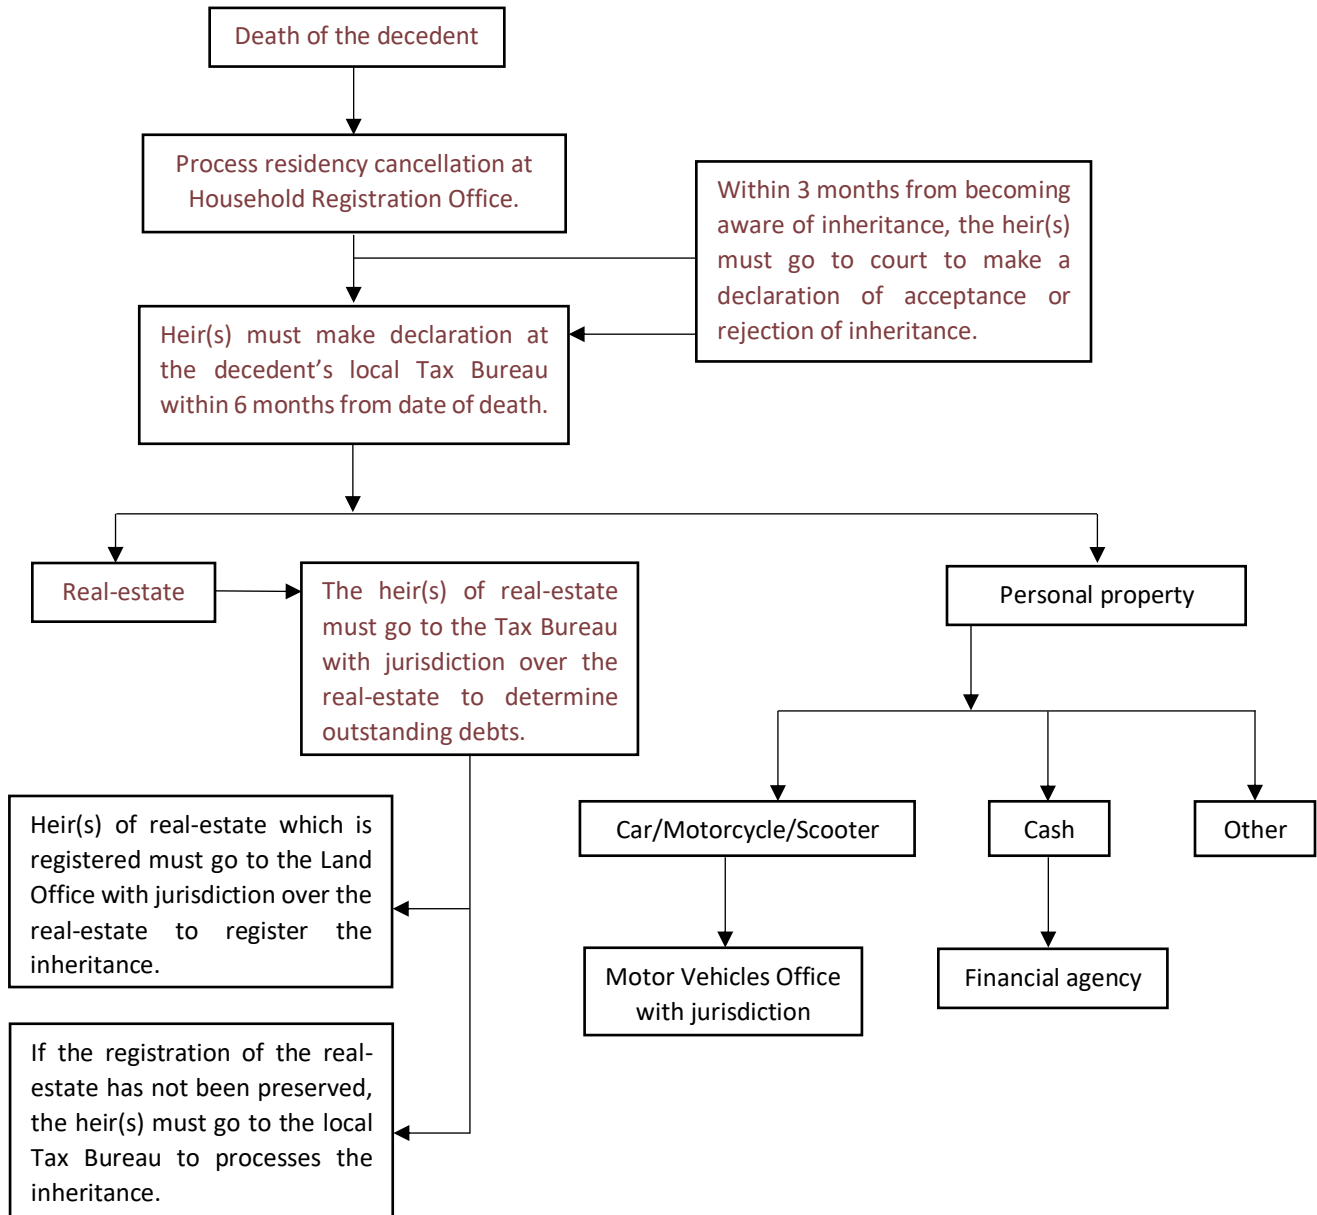 Death of the decedent
Process residency cancellation at
Household Registration Office.
Within 3 months from becoming
aware of inheritance, the heir(s)
must go to court to make a
declaration of acceptance or
rejection of inheritance.
Heir(s) must make declaration at
the decedent’s local Tax Bureau
within 6 months from date of death.
Real-estate
The heir(s) of real-estate
must go to the Tax Bureau
with jurisdiction over the
real-estate to determine
outstanding debts.
Personal property
Heir(s) of real-estate which is
registered must go to the Land
Office with jurisdiction over the
real-estate to register the
inheritance.
Car/Motorcycle/Scooter
Cash
Other
Motor Vehicles Office
with jurisdiction
Financial agency
If the registration of the real-
estate has not been preserved,
the heir(s) must go to the local
Tax Bureau to processes the
inheritance.